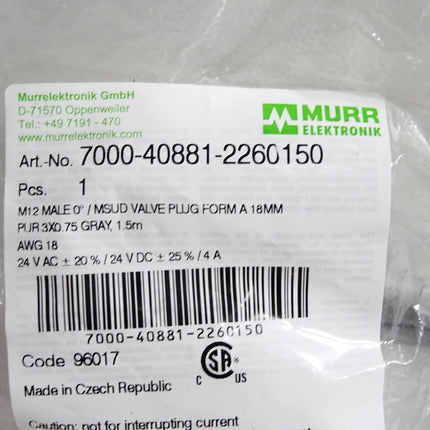 Murrelektronik GmbH
D-71570 Oppenweiler
Tel.: +49 7191 - 470
www.murrelektronik.com
MURR
ELEKTRONIK
Art.-No. 7000-40881-2260150
Pcs. 1
M12 MALE 0° / MSUD VALVE PLUG FORM A 18MM
PUR 3X0.75 GRAY, 1.5m
AWG 18
24 V AC ± 20 % / 24 V DC ± 25 % / 4 A
7000-40881-2260150
Code 96017
C US
Made in Czech Republic
Caution: not for interrupting current